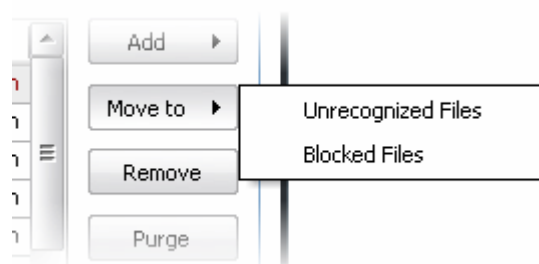 Add
Move to
Unrecognized Files
Blocked Files
Remove
Purge